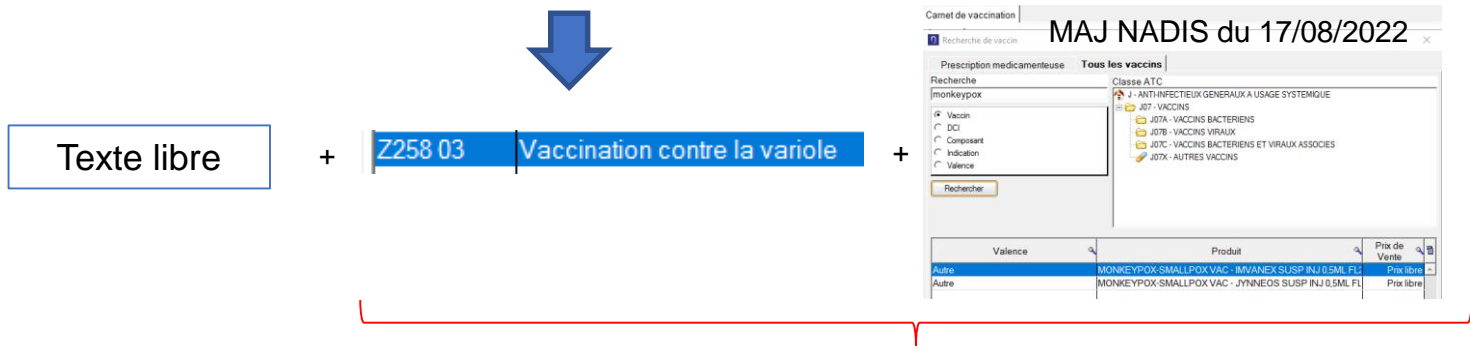 Texte libre
+
Z258 03 Vaccination contre la variole
+
Carnet de vaccination
MAJ NADIS du 17/08/2022
Recherche de vaccin
Prescription medicamenteuse Tous les vaccins
Recherche
monkeypox
Vaccin
DCI
Composant
Indication
Valence
Rechercher
Classe ATC
J - ANTI-INFECTIEUX GENERAUX A USAGE SYSTEMIQUE
J07 - VACCINS
J07A - VACCINS BACTERIENS
J07B - VACCINS VIRAUX
J07C - VACCINS BACTERIENS ET VIRAUX ASSOCIES
J07X - AUTRES VACCINS
Valence Produit Prix de Vente
Autre MONKEYPOX-SMALLPOX VAC - IMVANEX SUSP INJ 0,5ML FL2 Prix libre
Autre MONKEYPOX-SMALLPOX VAC - JYNNEOS SUSP INJ 0,5ML FL Prix libre